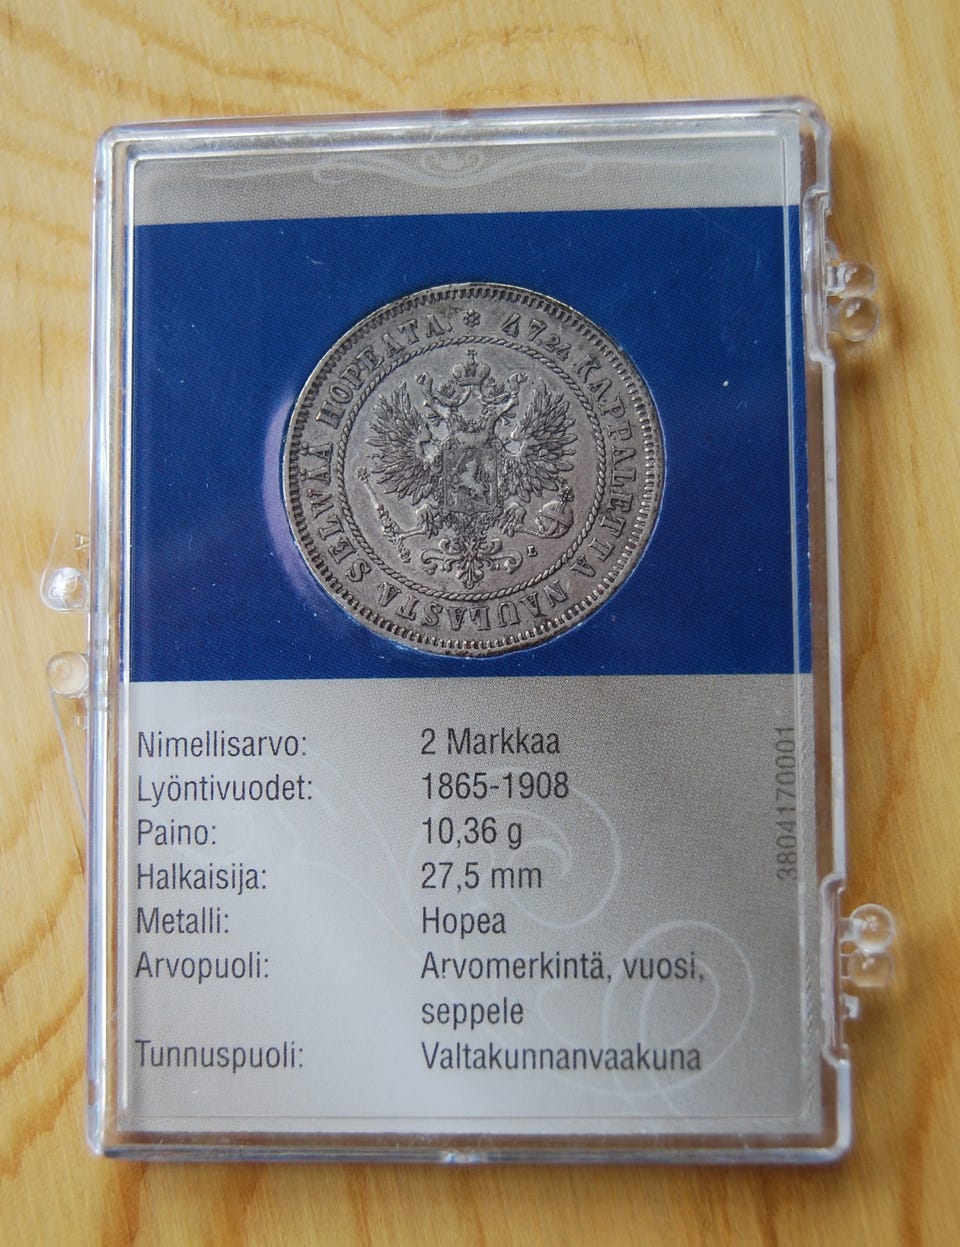 47.24 KAPPALETTA NAULASTA SELWÄÄ HOPEATA.
L
Nimellisarvo: 2 Markkaa
Lyöntivuodet: 1865-1908
Paino: 10,36 g
Halkaisija: 27,5 mm
Metalli: Hopea
Arvopuoli: Arvomerkintä, vuosi,
seppele
Tunnuspuoli: Valtakunnanvaakuna
3804170001
A